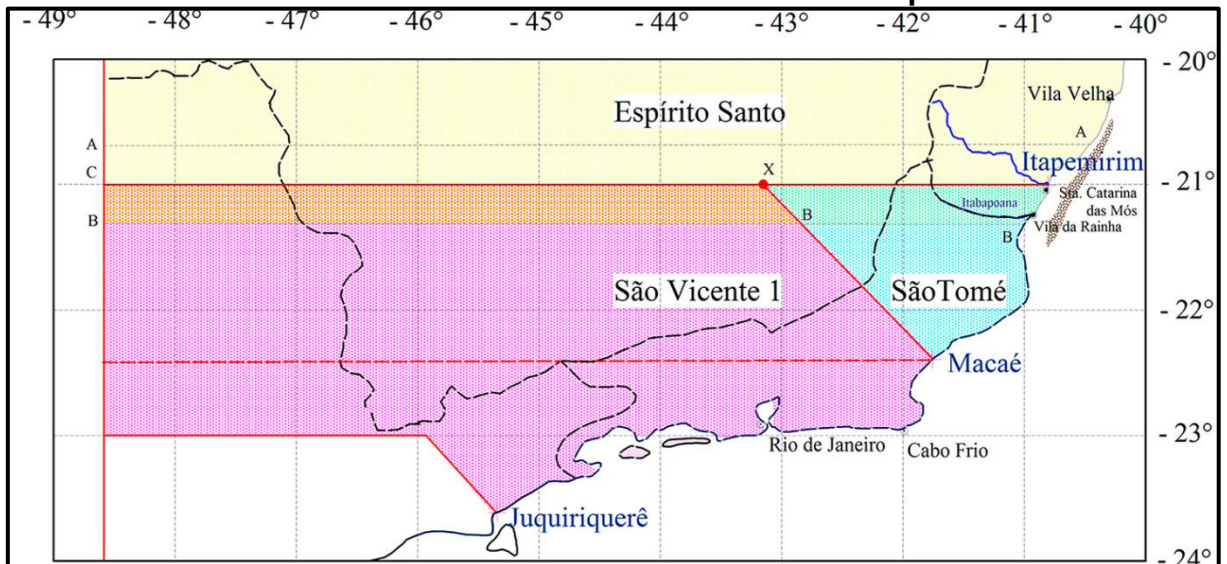 - 49° - 48° - 47° - 46° - 45° - 44° - 43° - 42° - 41° - 40°
- 20°
Vila Velha
Espírito Santo
A
A
Itapemirim
C
X
- 21°
Sta. Catarina
das Mós
Itabapoana
B
B
Vila da Rainha
B
São Vicente 1
SãoTomé
- 22°
Macaé
- 23°
Rio de Janeiro
Cabo Frio
Juquiriquerê
- 24°